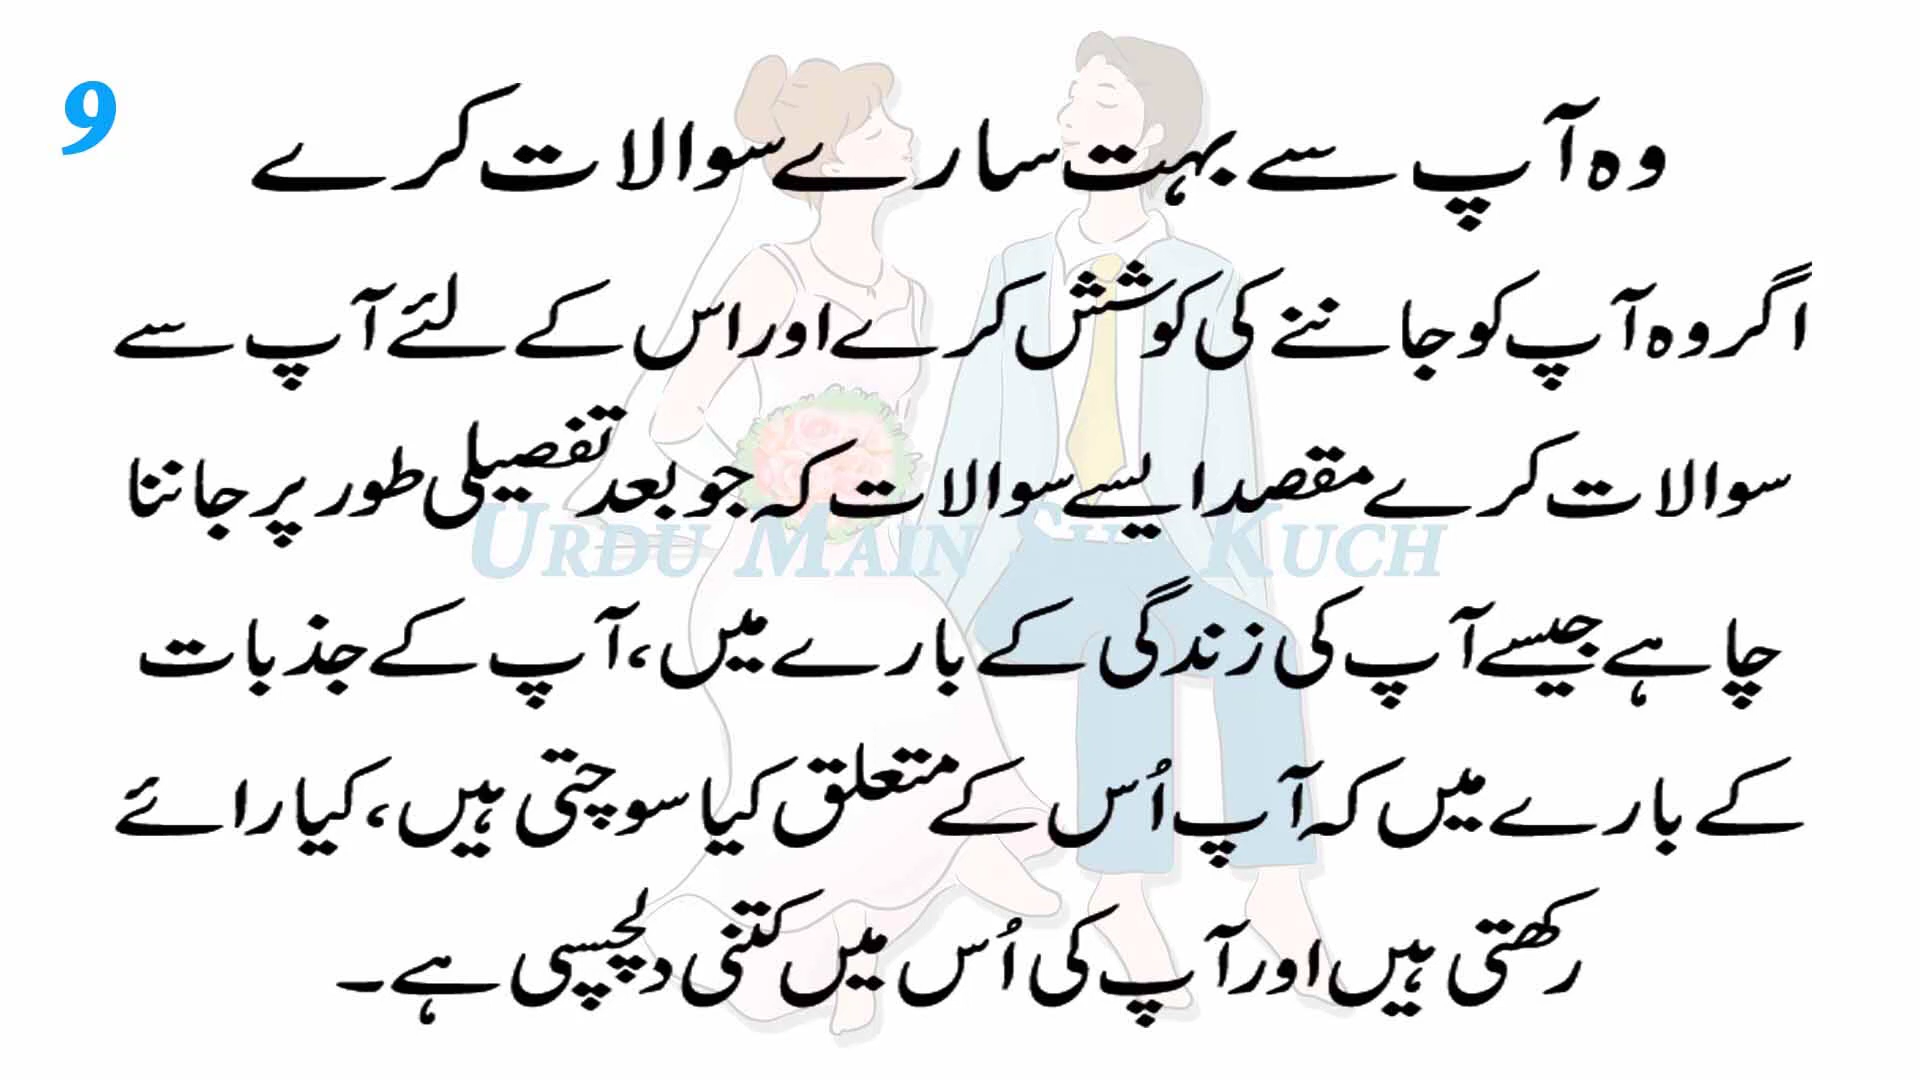 9
وہ آپ سے بہت سارے سوالات کرے
اگر وہ آپ کو جاننے کی کوشش کرے اور اس کے لئے آپ سے
سوالات کرے مقصد ایسے سوالات کہ جو بعد تفصیلی طور پر جاننا
چاہے جیسے آپ کی زندگی کے بارے میں، آپ کے جذبات
کے بارے میں کہ آپ اُس کے متعلق کیا سوچتی ہیں، کیا رائے
رکھتی ہیں اور آپ کی اُس میں کتنی دلچسپی ہے۔
URDU MAIN SUB KUCH